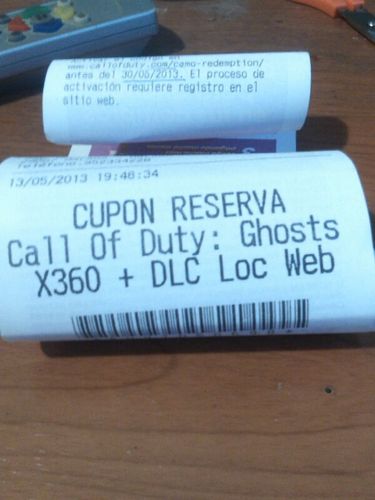 www.callofduty.com/camo-redemption/
antes del 30/05/2013. El proceso de
activación requiere registro en el
sitio web.
13/05/2013 19:48:34
CUPON RESERVA
Call Of Duty: Ghosts
X360 + DLC Loc Web